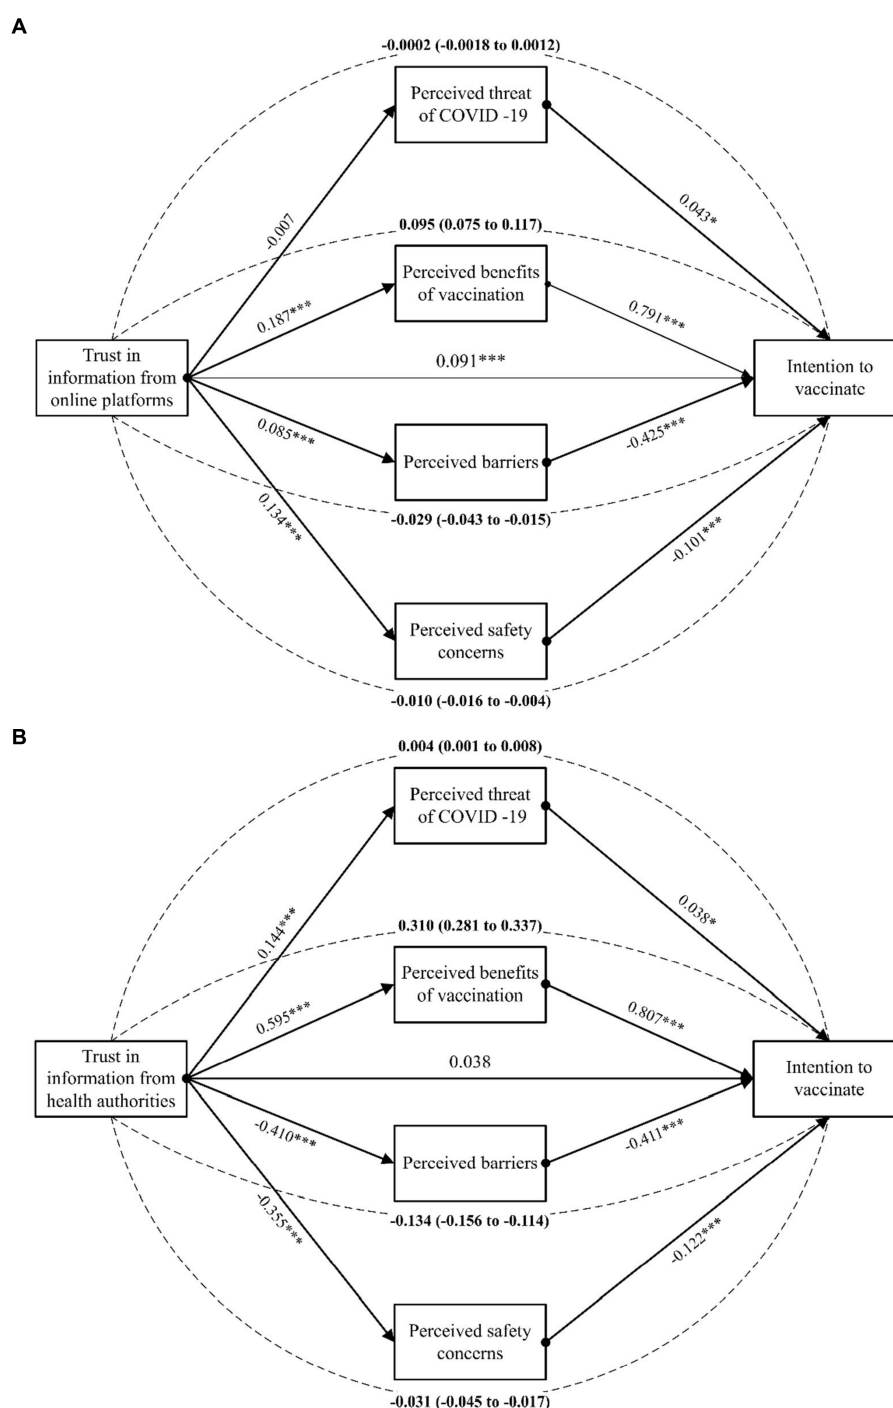 A
-0.0002 (-0.0018 to 0.0012)
Perceived threat
of COVID -19
-0.007
0.043*
0.095 (0.075 to 0.117)
Perceived benefits
of vaccination
0.187***
0.791***
Trust in
information from
online platforms
0.091***
Intention to
vaccinate
0.085***
-0.425***
Perceived barriers
-0.029 (-0.043 to -0.015)
0.134***
-0.101***
Perceived safety
concerns
-0.010 (-0.016 to -0.004)
B
0.004 (0.001 to 0.008)
Perceived threat
of COVID -19
0.144***
0.038*
0.310 (0.281 to 0.337)
Perceived benefits
of vaccination
0.595***
0.807***
Trust in
information from
health authorities
0.038
Intention to
vaccinate
-0.410***
-0.411***
Perceived barriers
-0.134 (-0.156 to -0.114)
-0.355***
-0.122***
Perceived safety
concerns
-0.031 (-0.045 to -0.017)